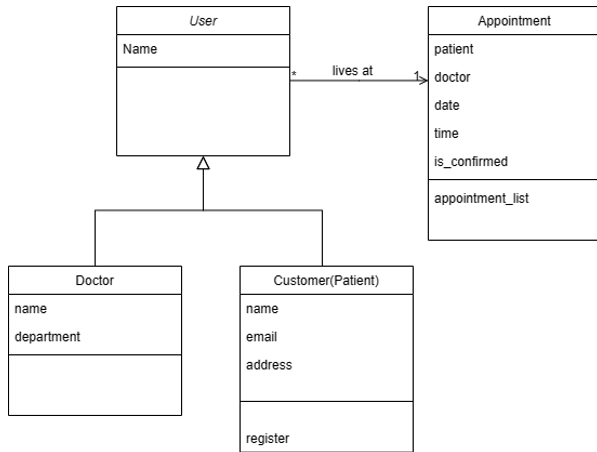 User
Name
* lives at 1
Appointment
patient
doctor
date
time
is_confirmed
appointment_list
Doctor
name
department
Customer(Patient)
name
email
address
register